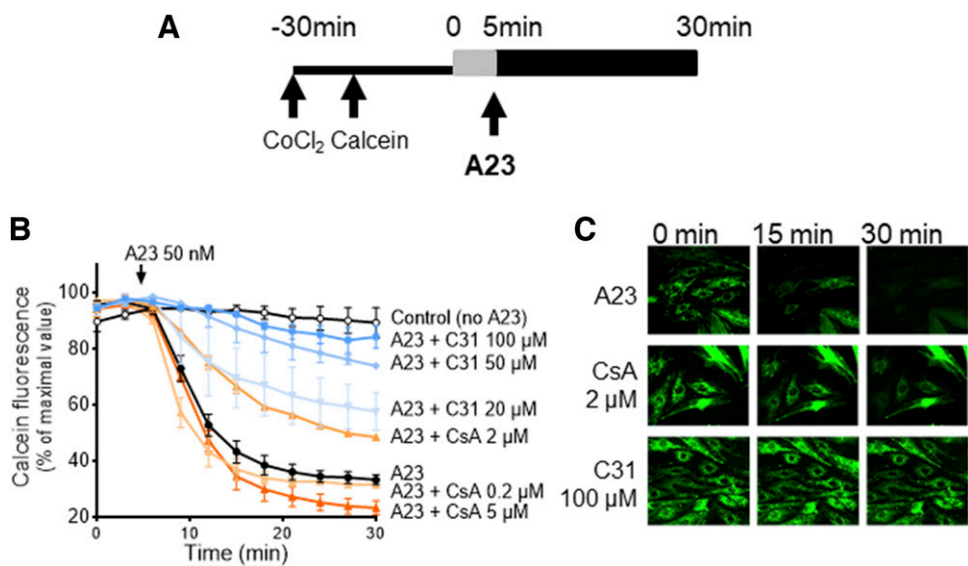 A
-30min 0 5min 30min
CoCl2 Calcein
A23
B
A23 50 nM
Calcein fluorescence
(% of maximal value)
100
80
60
40
20
0 10 20 30
Time (min)
Control (no A23)
A23 + C31 100 µM
A23 + C31 50 µM
A23 + C31 20 µM
A23 + CsA 2 µM
A23
A23 + CsA 0.2 µM
A23 + CsA 5 µM
C
0 min 15 min 30 min
A23
CsA
2 µM
C31
100 µM